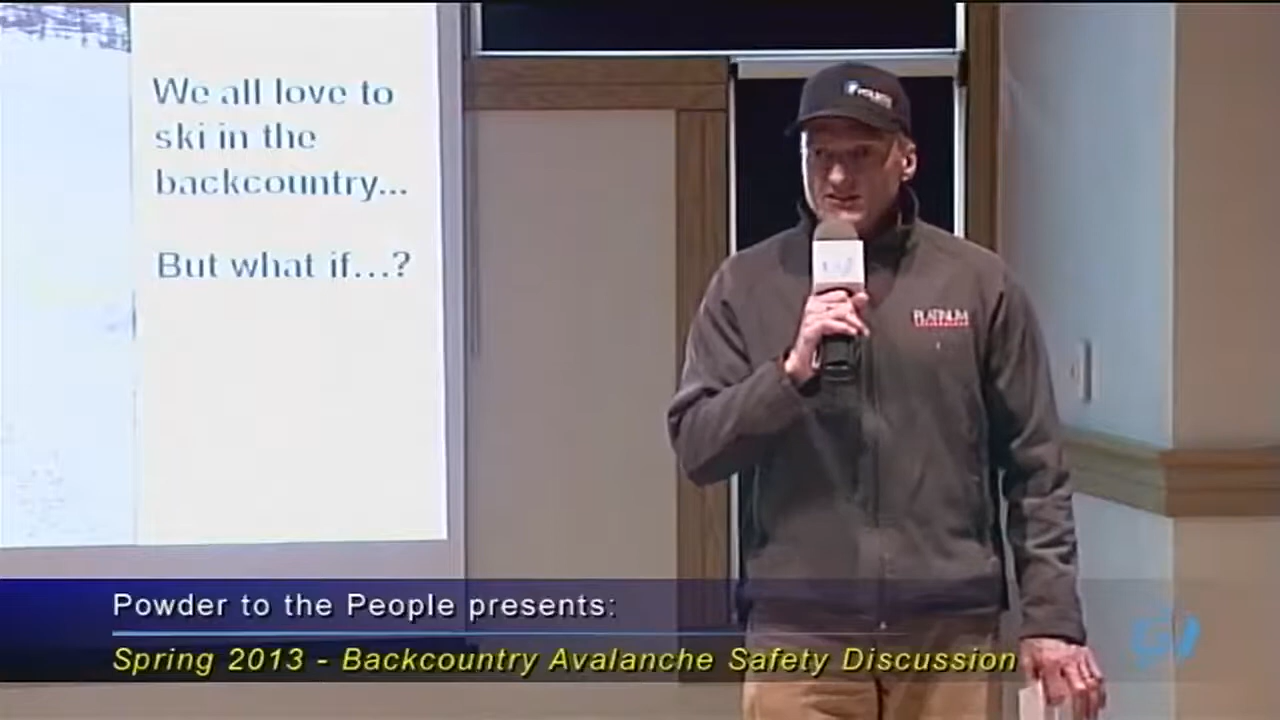 We all love to
ski in the
backcountry...
But what if...?
PLATINUM
Powder to the People presents:
Spring 2013 - Backcountry Avalanche Safety Discussion